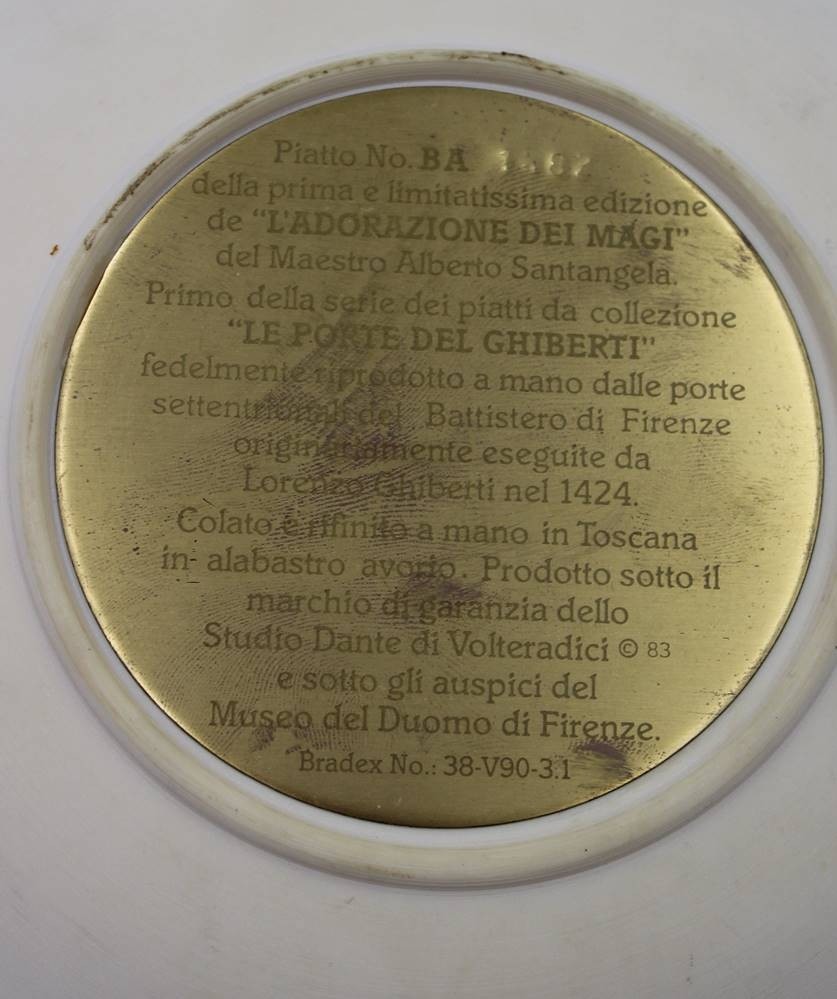 Piatto No. BA
della prima e limitatissima edizione
de "L'ADORAZIONE DEI MAGI"
del Maestro Alberto Santangela.
Primo della serie dei piatti da collezione
"LE PORTE DEL GHIBERTI"
fedelmente riprodotto a mano dalle porte
settentrionali del Battistero di Firenze
originariamente eseguite da
Lorenzo Ghiberti nel 1424.
Colato e rifinito a mano in Toscana
in alabastro avorio. Prodotto sotto il
marchio di garanzia dello
Studio Dante di Volteradici © 83
e sotto gli auspici del
Museo del Duomo di Firenze.
Bradex No.: 38-V90-3.1